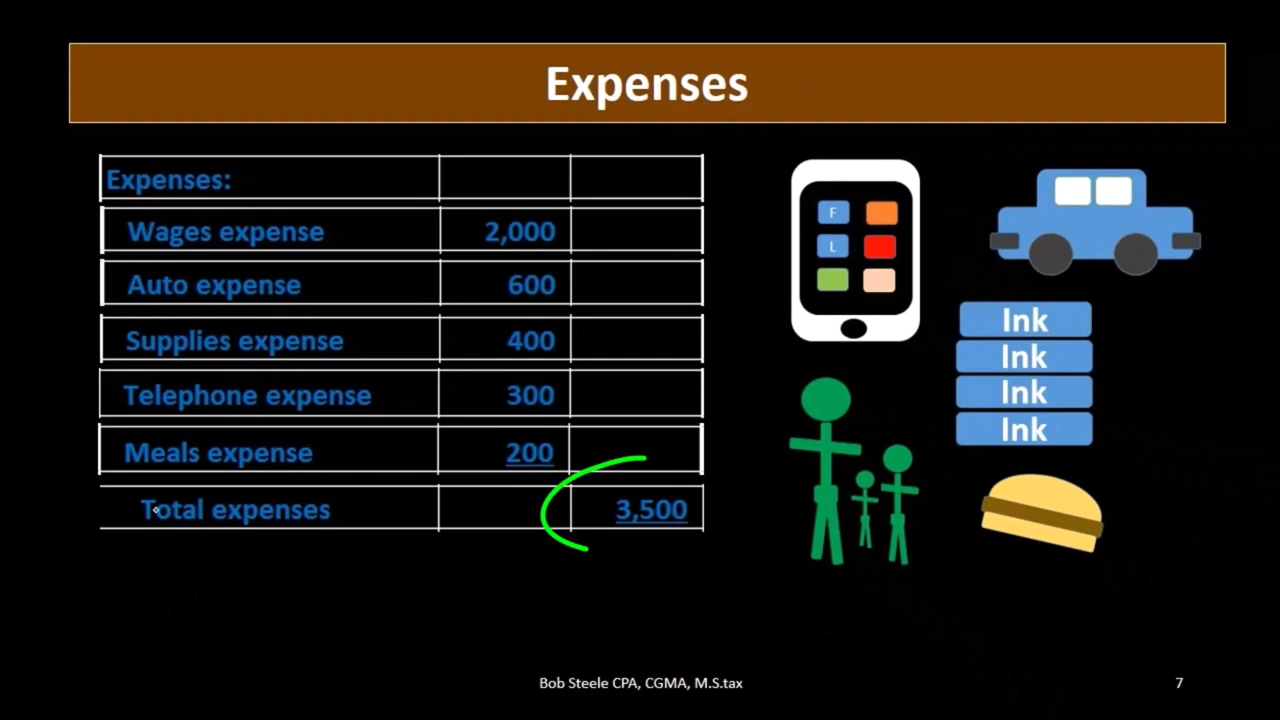 Expenses
Expenses:
Wages expense 2,000
Auto expense 600
Supplies expense 400
Telephone expense 300
Meals expense 200
Total expenses 3,500
F
L
Ink
Ink
Ink
Ink
Bob Steele CPA, CGMA, M.S.tax 7